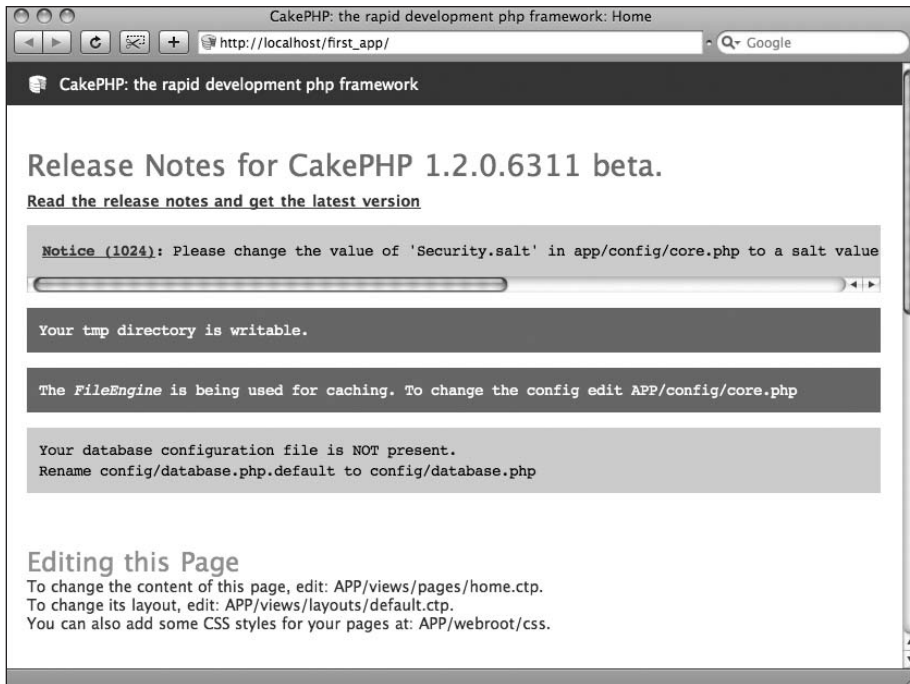 CakePHP: the rapid development php framework: Home
http://localhost/first_app/
Google
CakePHP: the rapid development php framework
Release Notes for CakePHP 1.2.0.6311 beta.
Read the release notes and get the latest version
Notice (1024): Please change the value of 'Security.salt' in app/config/core.php to a salt value
Your tmp directory is writable.
The FileEngine is being used for caching. To change the config edit APP/config/core.php
Your database configuration file is NOT present.
Rename config/database.php.default to config/database.php
Editing this Page
To change the content of this page, edit: APP/views/pages/home.ctp.
To change its layout, edit: APP/views/layouts/default.ctp.
You can also add some CSS styles for your pages at: APP/webroot/css.